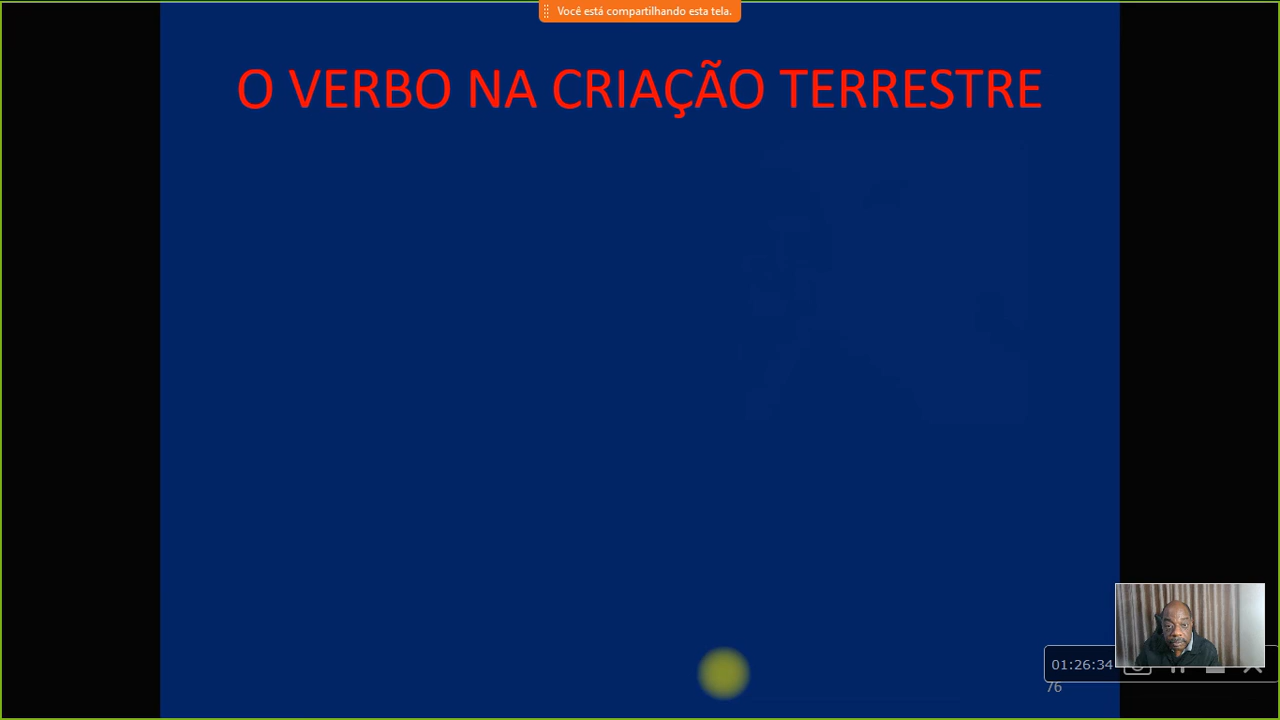 Você está compartilhando esta tela.
O VERBO NA CRIAÇÃO TERRESTRE
01:26:34
76